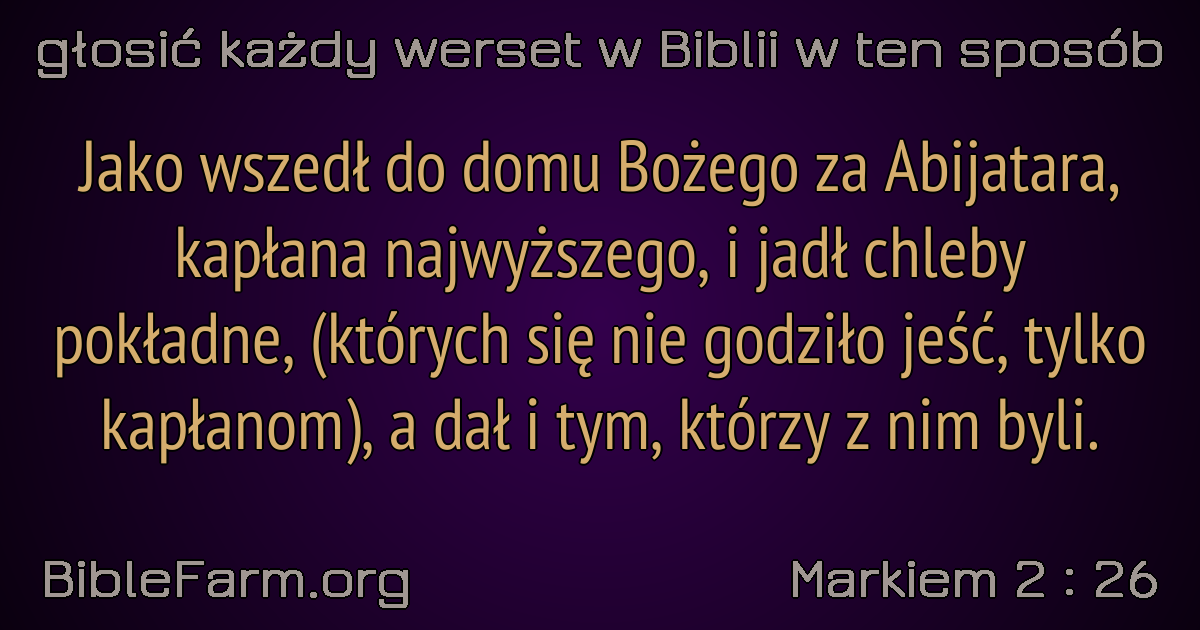 głosić każdy werset w Biblii w ten sposób
Jako wszedł do domu Bożego za Abijatara,
kapłana najwyższego, i jadł chleby
pokładne, (których się nie godziło jeść, tylko
kapłanom), a dał i tym, którzy z nim byli.
BibleFarm.org
Markiem 2 : 26